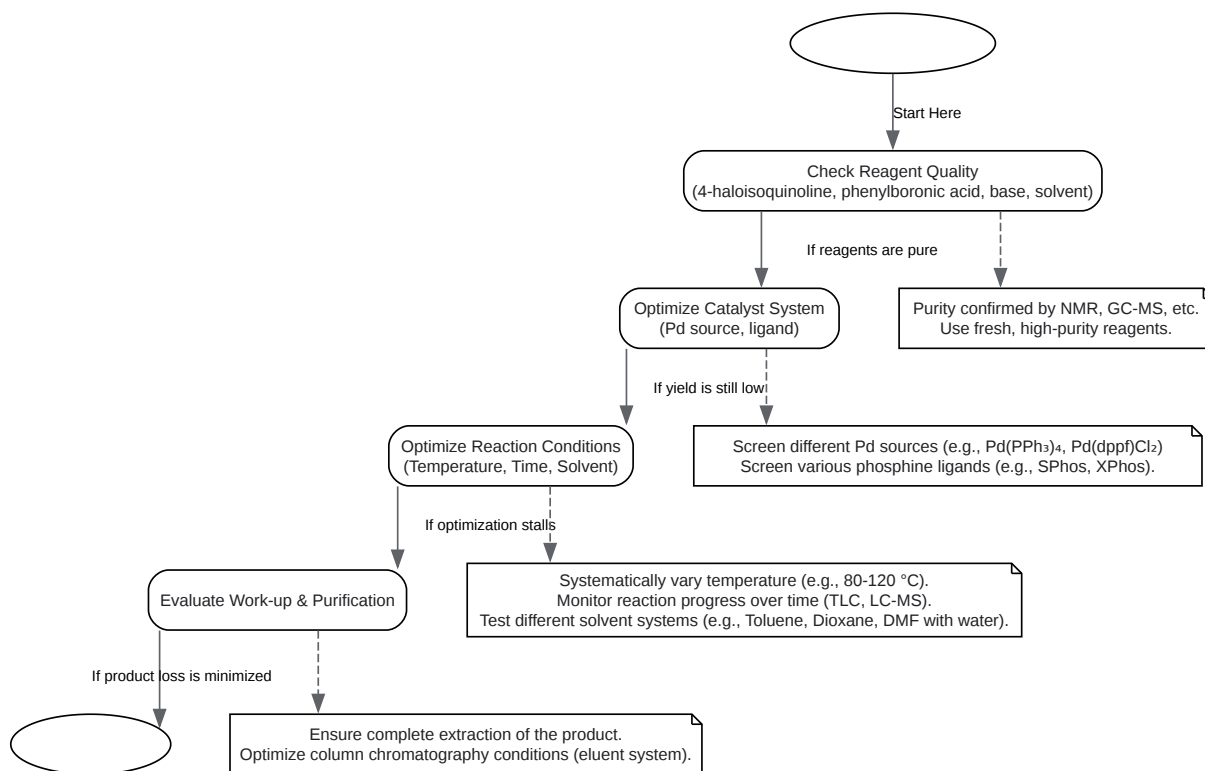 Start Here
Check Reagent Quality
(4-haloisoquinoline, phenylboronic acid, base, solvent)
If reagents are pure
Optimize Catalyst System
(Pd source, ligand)
Purity confirmed by NMR, GC-MS, etc.
Use fresh, high-purity reagents.
If yield is still low
Optimize Reaction Conditions
(Temperature, Time, Solvent)
Screen different Pd sources (e.g., Pd(PPh₃)₄, Pd(dppf)Cl₂)
Screen various phosphine ligands (e.g., SPhos, XPhos).
If optimization stalls
Evaluate Work-up & Purification
Systematically vary temperature (e.g., 80-120 °C).
Monitor reaction progress over time (TLC, LC-MS).
Test different solvent systems (e.g., Toluene, Dioxane, DMF with water).
If product loss is minimized
Ensure complete extraction of the product.
Optimize column chromatography conditions (eluent system).